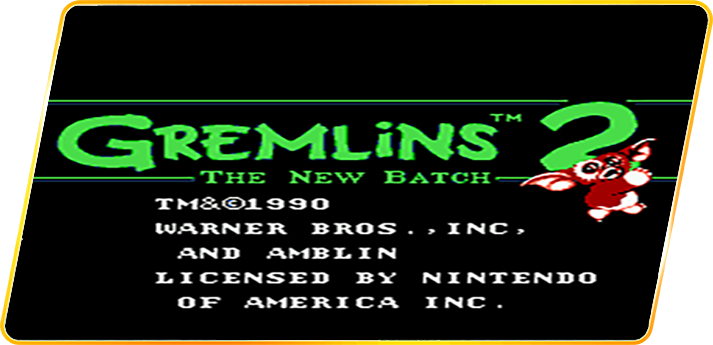 GREMLiNS™ 2
THE NEW BATCH
TM&©1990
WARNER BROS.,INC,
AND AMBLIN
LICENSED BY NINTENDO
OF AMERICA INC.